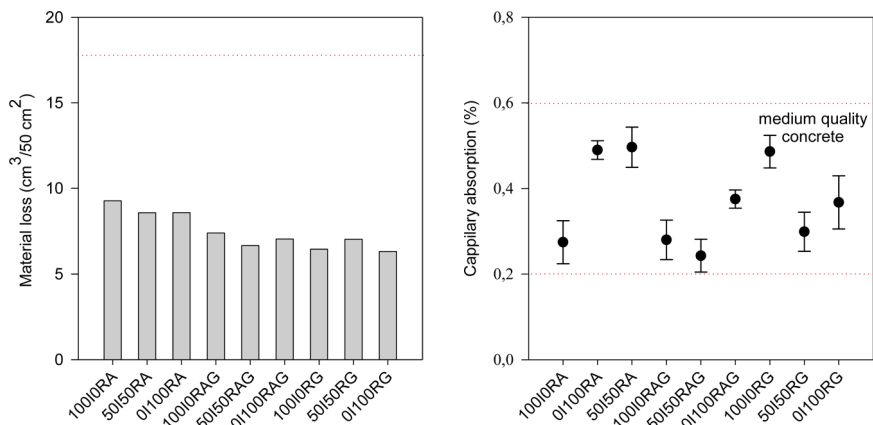 20
15
10
5
0
Material loss (cm3/50 cm2)
100I0RA
50I50RA
0I100RA
100I0RAG
50I50RAG
0I100RAG
100I0RG
50I50RG
0I100RG
0,8
0,6
0,4
0,2
0,0
Cappilary absorption (%)
medium quality
concrete
100I0RA
0I100RA
50I50RA
100I0RAG
50I50RAG
0I100RAG
100I0RG
50I50RG
0I100RG